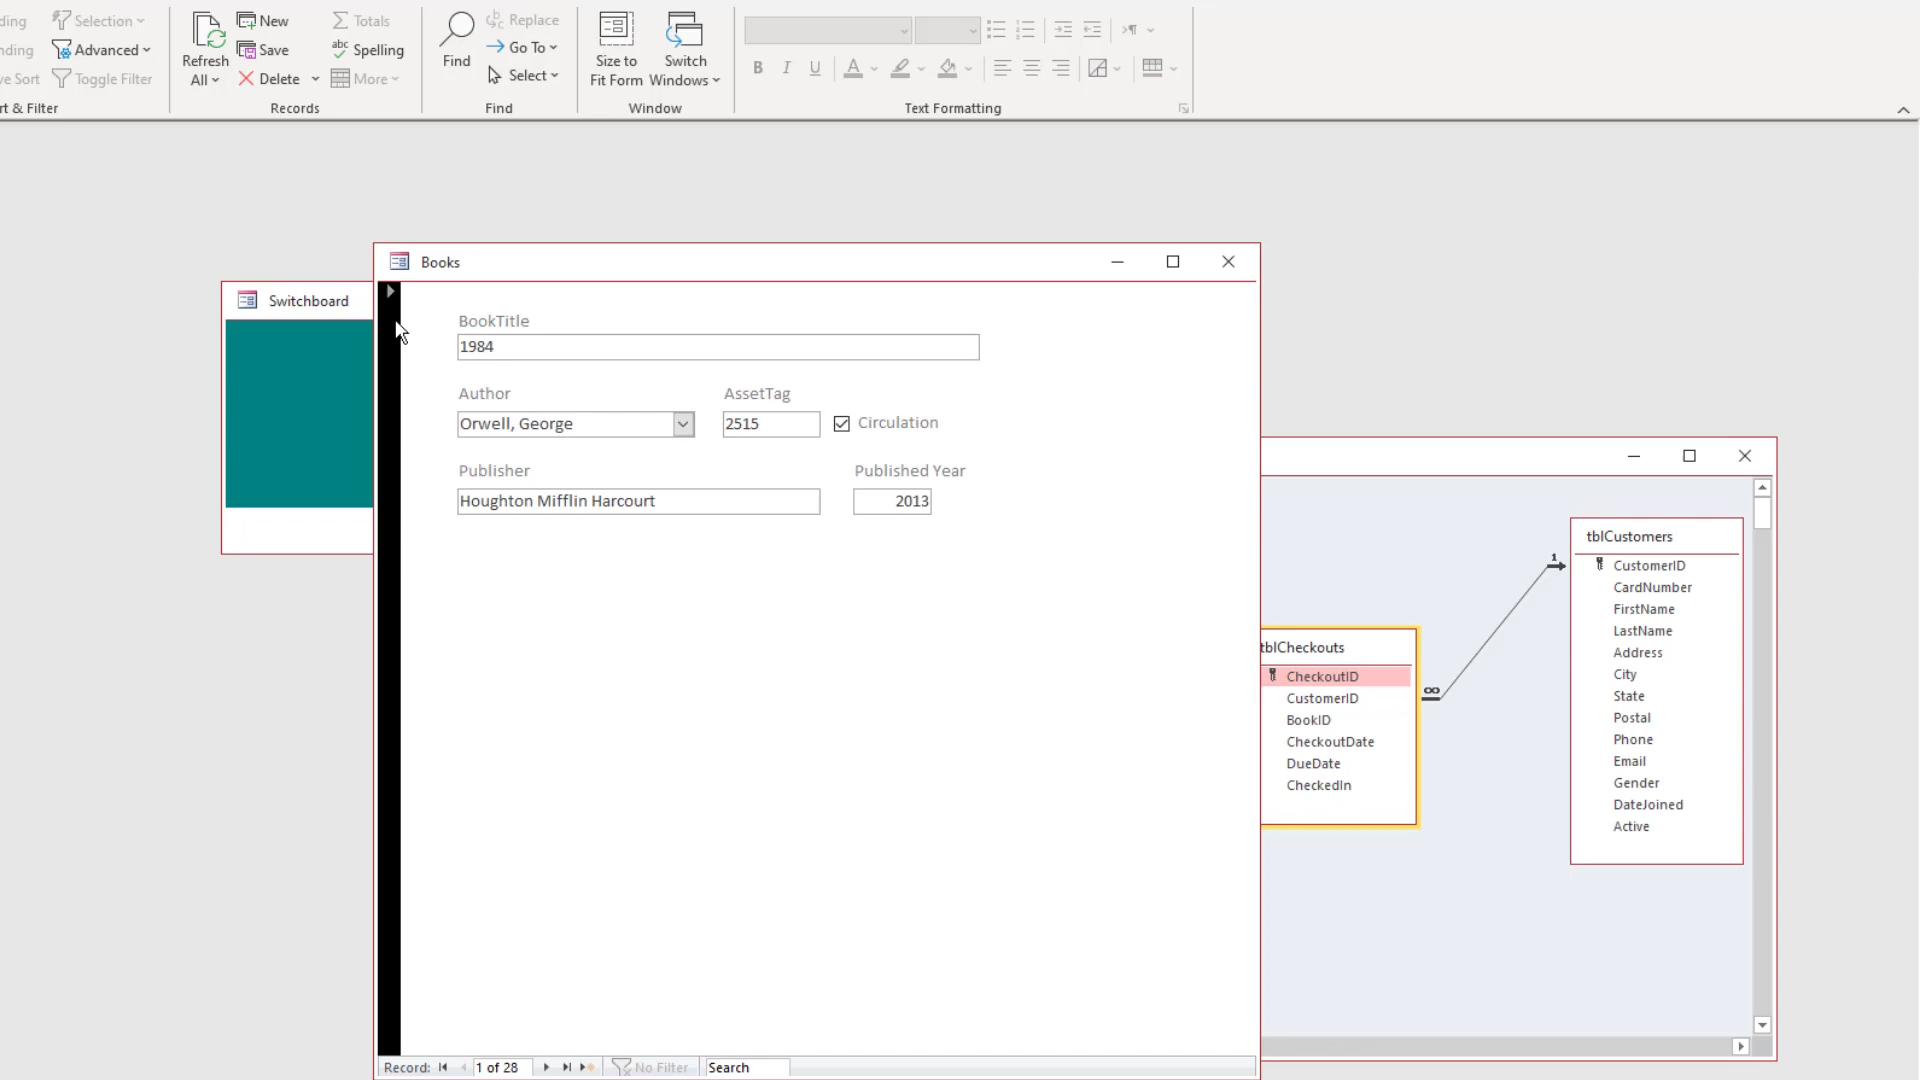 ding
Selection
New
Totals
Replace
nding
Advanced
Save
Spelling
Go To
Refresh
All
Find
Size to
Fit Form
Switch
Windows
ve Sort
Toggle Filter
Delete
More
Select
B I U A
rt & Filter
Records
Find
Window
Text Formatting
Books
Switchboard
BookTitle
1984
Author
AssetTag
Orwell, George
2515
Circulation
Publisher
Published Year
Houghton Mifflin Harcourt
2013
tblCustomers
CustomerID
CardNumber
FirstName
LastName
Address
City
State
Postal
Phone
Email
Gender
DateJoined
Active
1
∞
tblCheckouts
CheckoutID
CustomerID
BookID
CheckoutDate
DueDate
CheckedIn
Record: 1 of 28 No Filter Search